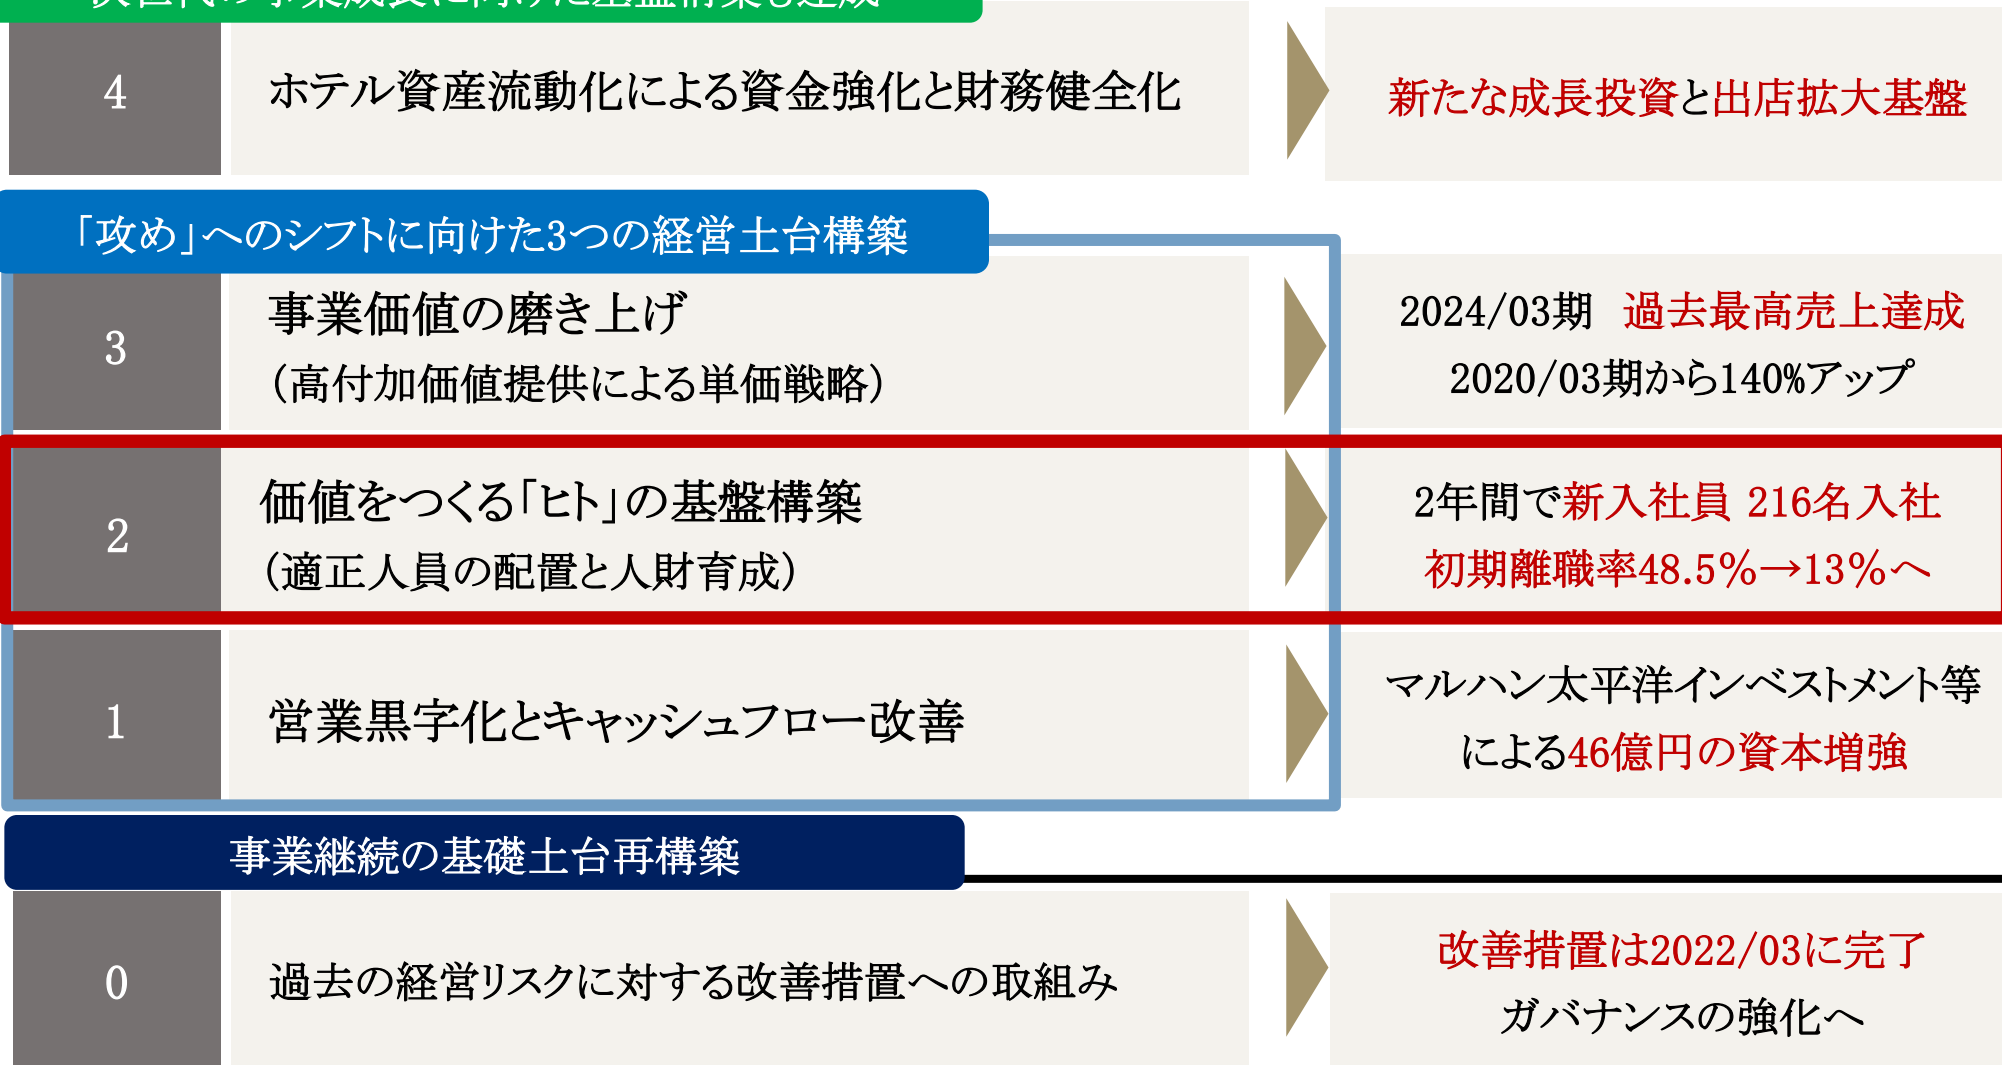 4
ホテル資産流動化による資金強化と財務健全化
新たな成長投資と出店拡大基盤
「攻め」へのシフトに向けた3つの経営土台構築
3
事業価値の磨き上げ
（高付加価値提供による単価戦略）
2024/03期　過去最高売上達成
2020/03期から140%アップ
2
価値をつくる「ヒト」の基盤構築
（適正人員の配置と人財育成）
2年間で新入社員 216名入社
初期離職率48.5%→13%へ
1
営業黒字化とキャッシュフロー改善
マルハン太平洋インベストメント等
による46億円の資本増強
事業継続の基礎土台再構築
0
過去の経営リスクに対する改善措置への取組み
改善措置は2022/03に完了
ガバナンスの強化へ